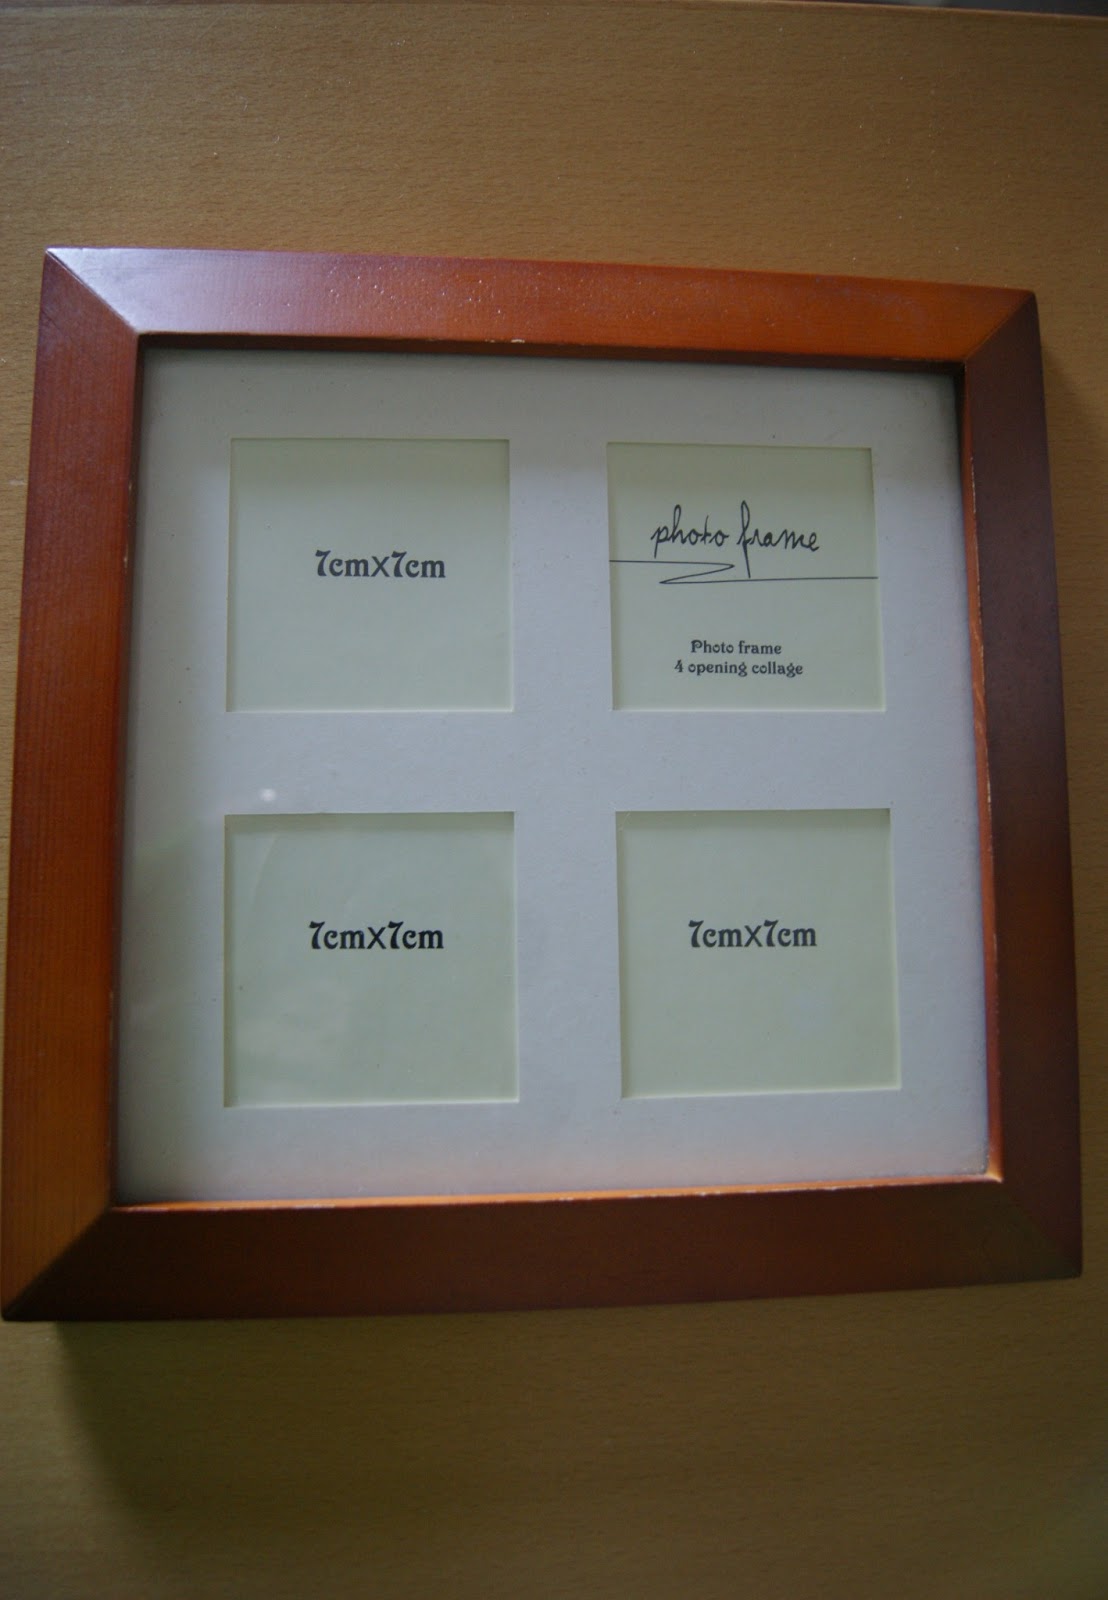 7cmX7cm
photo frame
Photo frame
4 opening collage
7cmX7cm
7cmX7cm